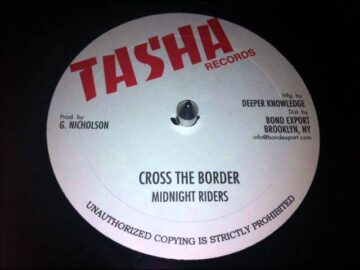 TASHA
RECORDS
Prod. by
G. NICHOLSON
Mfg. by
DEEPER KNOWLEDGE
Dist. by
BOND EXPORT
BROOKLYN, NY
info@bondexport.com
CROSS THE BORDER
MIDNIGHT RIDERS
UNAUTHORIZED COPYING IS STRICTLY PROHIBITED